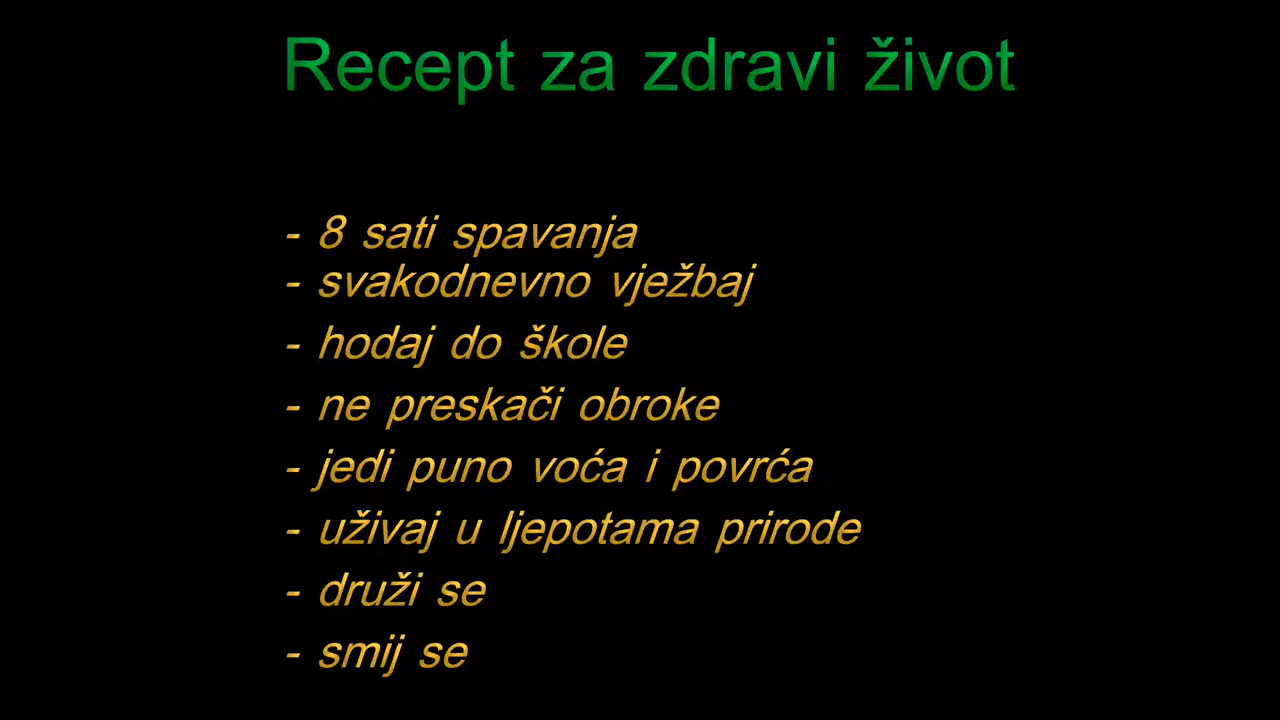 Recept za zdravi život
- 8 sati spavanja
- svakodnevno vježbaj
- hodaj do škole
- ne preskači obroke
- jedi puno voća i povrća
- uživaj u ljepotama prirode
- druži se
- smij se